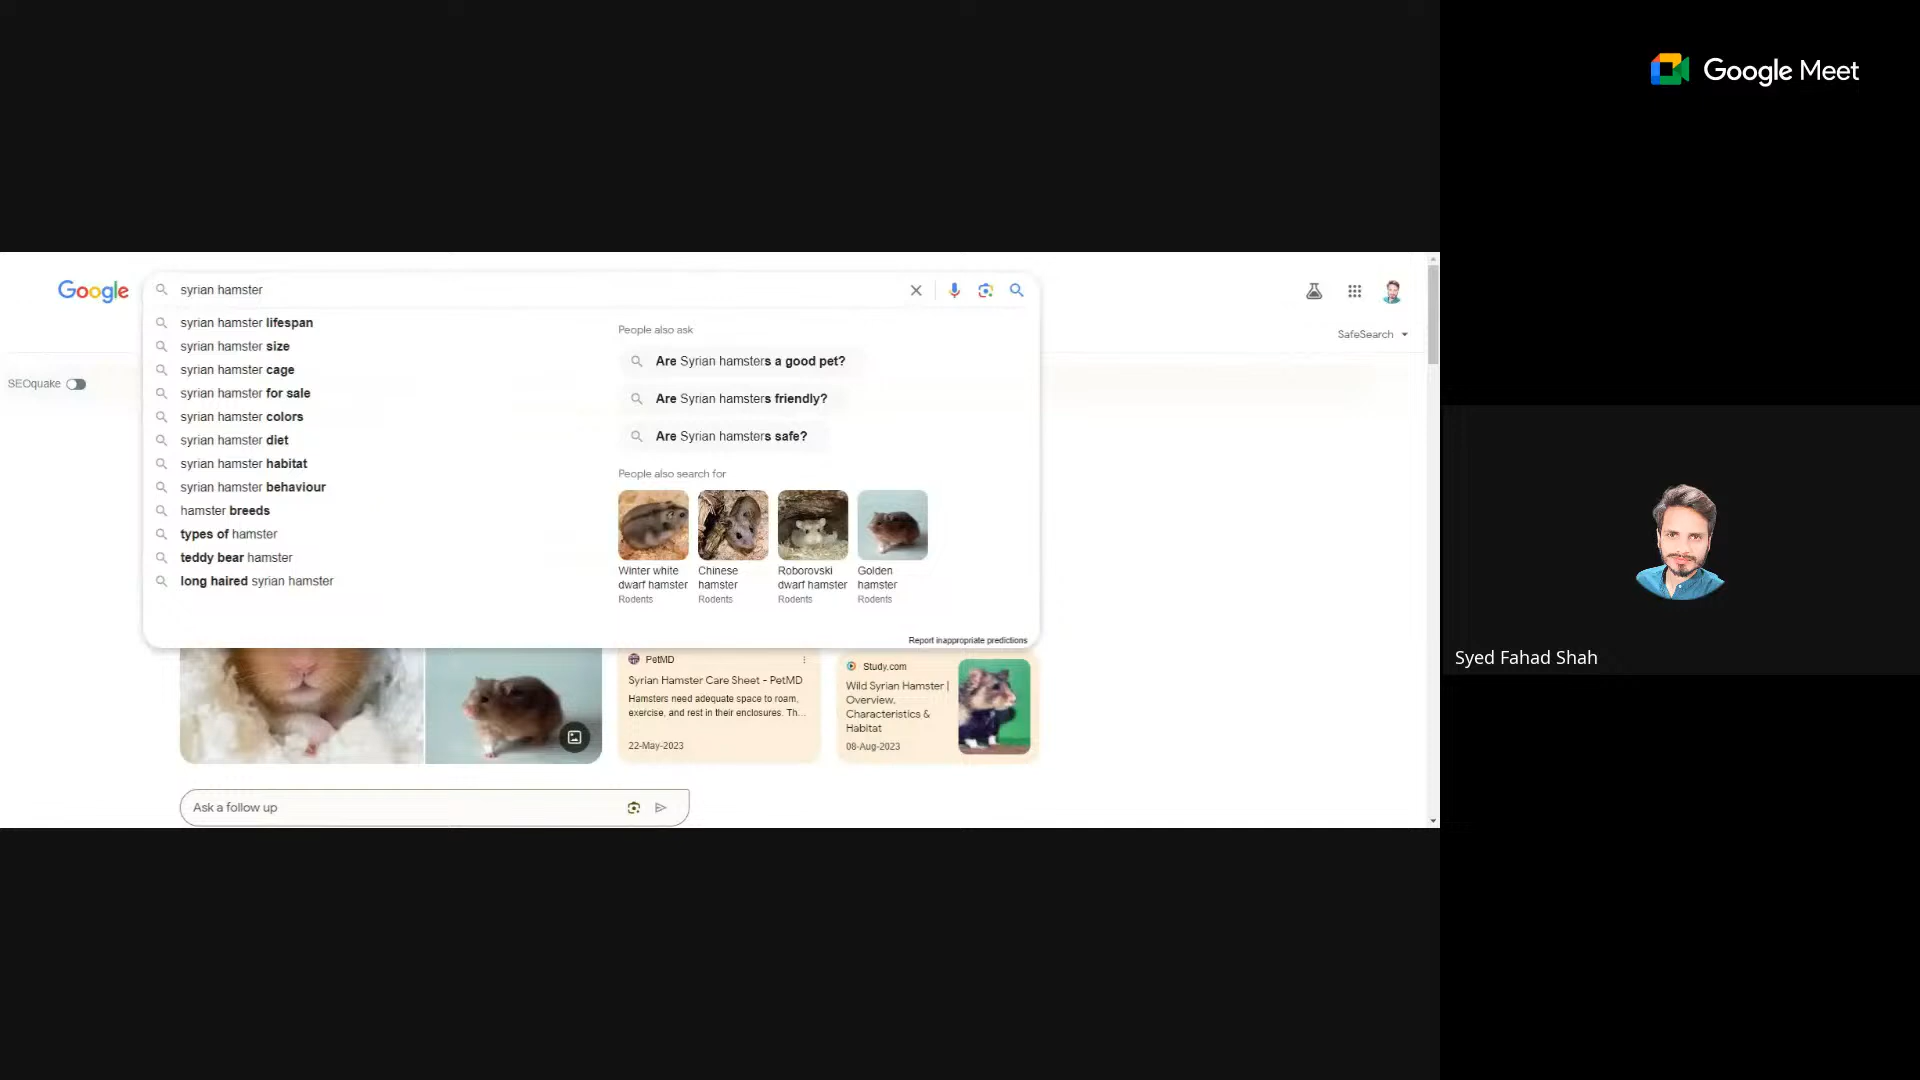 Google Meet
Google
syrian hamster
SafeSearch
SEOquake
syrian hamster lifespan
syrian hamster size
syrian hamster cage
syrian hamster for sale
syrian hamster colors
syrian hamster diet
syrian hamster habitat
syrian hamster behaviour
hamster breeds
types of hamster
teddy bear hamster
long haired syrian hamster
People also ask
Are Syrian hamsters a good pet?
Are Syrian hamsters friendly?
Are Syrian hamsters safe?
People also search for
Winter white
dwarf hamster
Rodents
Chinese
hamster
Rodents
Roborovski
dwarf hamster
Rodents
Golden
hamster
Rodents
Report inappropriate predictions
PetMD
Syrian Hamster Care Sheet - PetMD
Hamsters need adequate space to roam,
exercise, and rest in their enclosures. Th...
22-May-2023
Study.com
Wild Syrian Hamster |
Overview,
Characteristics &
Habitat
08-Aug-2023
Ask a follow up
Syed Fahad Shah